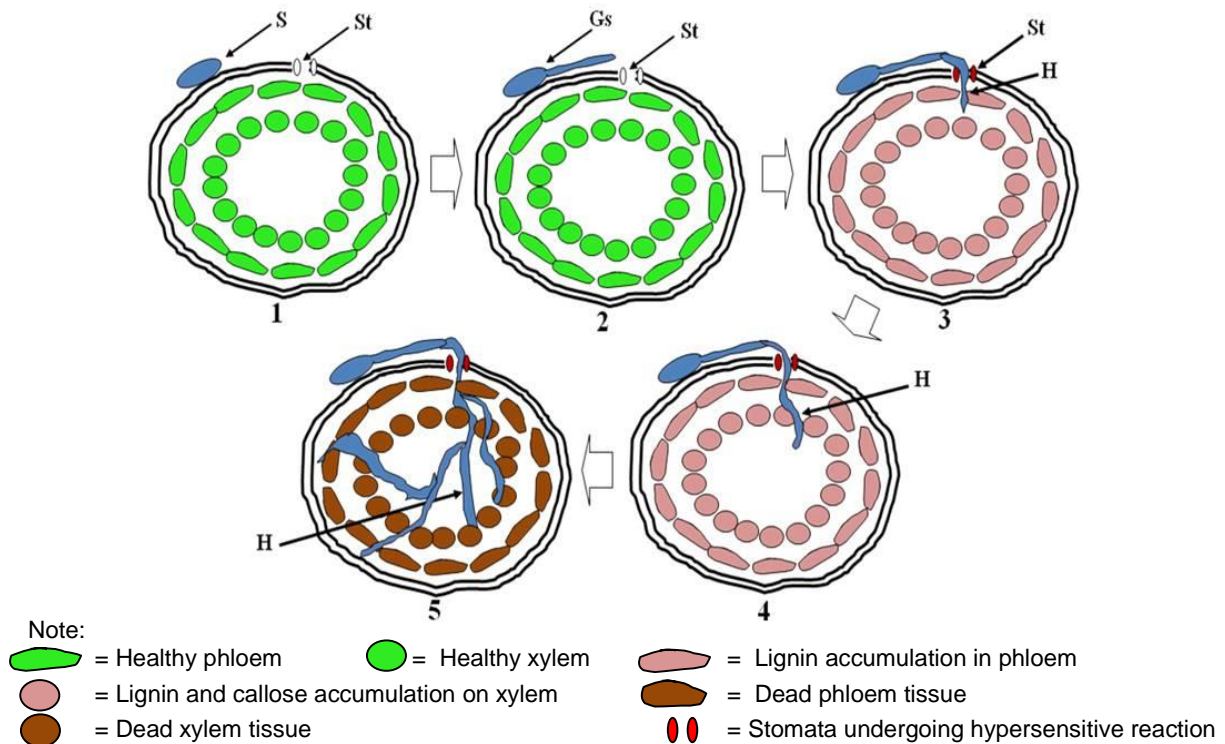 S
St
Gs
St
St
H
1
2
3
H
H
5
4
Note:
= Healthy phloem
= Healthy xylem
= Lignin accumulation in phloem
= Lignin and callose accumulation on xylem
= Dead phloem tissue
= Dead xylem tissue
= Stomata undergoing hypersensitive reaction